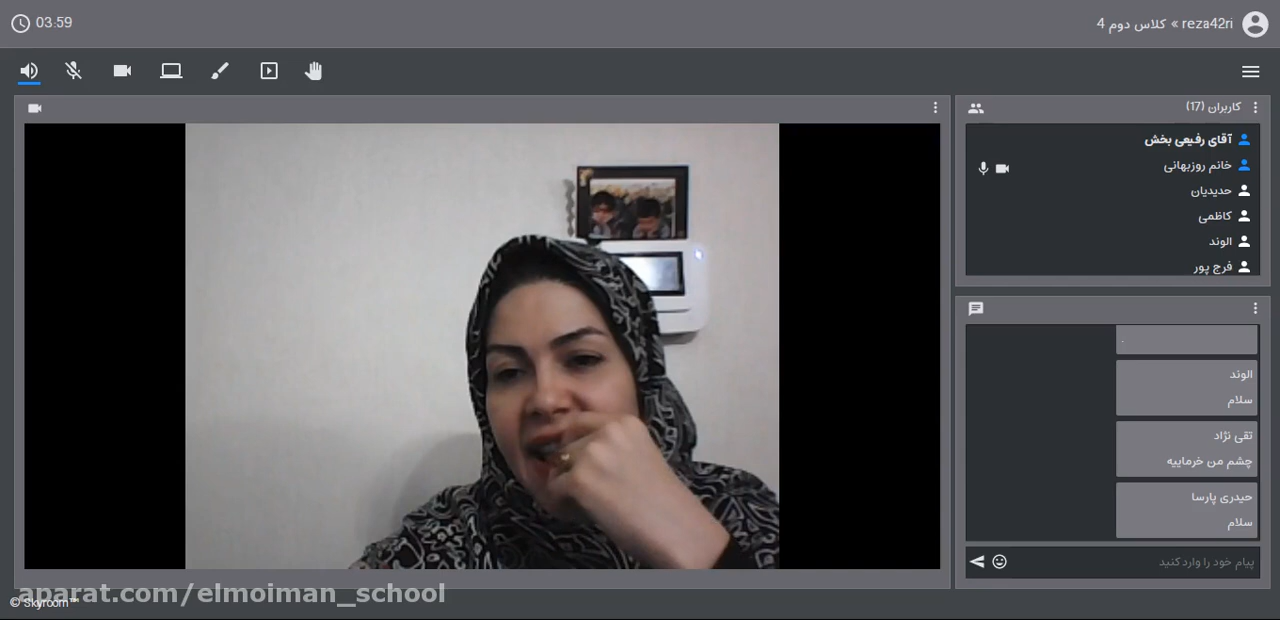 03:59
reza42ri » کلاس دوم 4
کاربران (17)
آقای رفیعی بخش
خانم روزبهانی
حدیدیان
کاظمی
الوند
فرج پور
.
الوند
سلام
تقی نژاد
چشم من خرماییه
حیدری پارسا
سلام
پیام خود را وارد کنید
aparat.com/elmoiman_school
© Skyroom™